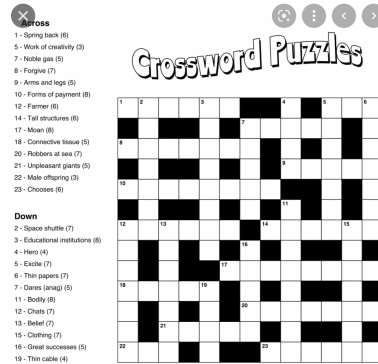 Across
1 - Spring back (6)
5 - Work of creativity (3)
7 - Noble gas (5)
8 - Forgive (7)
9 - Arms and legs (5)
10 - Forms of payment (8)
12 - Farmer (6)
14 - Tall structures (6)
17 - Moan (8)
18 - Connective tissue (5)
20 - Robbers at sea (7)
21 - Unpleasant giants (5)
22 - Male offspring (3)
23 - Chooses (6)
Down
2 - Space shuttle (7)
3 - Educational institutions (8)
4 - Hero (4)
5 - Excite (7)
6 - Thin papers (7)
7 - Dares (anag) (5)
11 - Bodily (8)
12 - Chats (7)
13 - Belief (7)
15 - Clothing (7)
16 - Great successes (5)
19 - Thin cable (4)
Crossword Puzzles
1 2 3 4 5 6
7
8
9
10
11
12 13 14 15
16
17
18 19
20
21
22 23